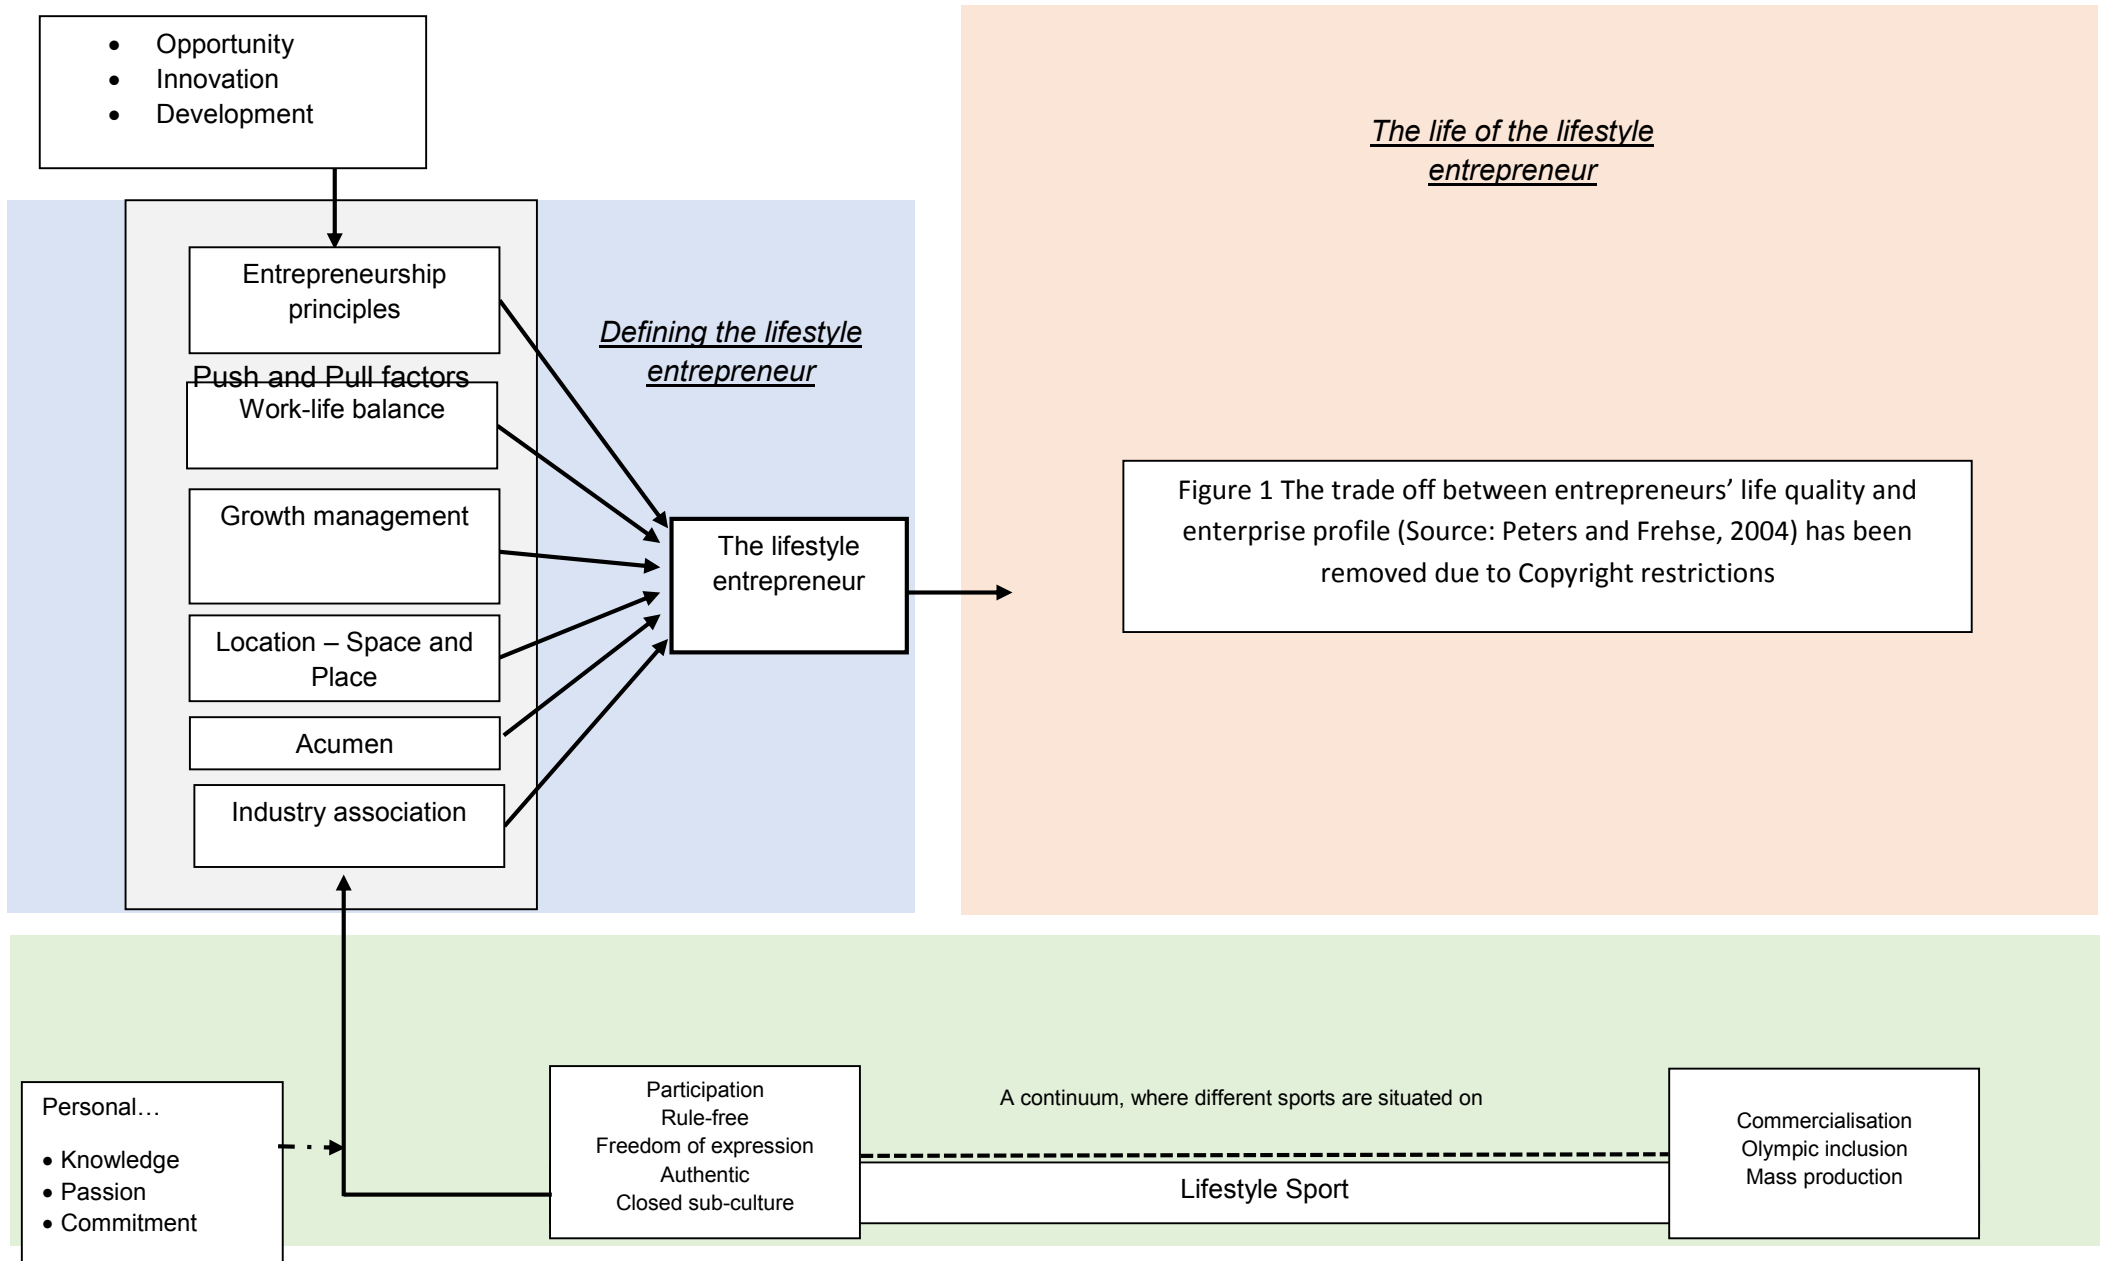 • Opportunity
• Innovation
• Development
The life of the lifestyle
entrepreneur
Entrepreneurship
principles
Defining the lifestyle
entrepreneur
Push and Pull factors
Work-life balance
Growth management
Figure 1 The trade off between entrepreneurs’ life quality and
enterprise profile (Source: Peters and Frehse, 2004) has been
removed due to Copyright restrictions
The lifestyle
entrepreneur
Location – Space and
Place
Acumen
Industry association
Personal…
• Knowledge
• Passion
• Commitment
Participation
Rule-free
Freedom of expression
Authentic
Closed sub-culture
A continuum, where different sports are situated on
Lifestyle Sport
Commercialisation
Olympic inclusion
Mass production